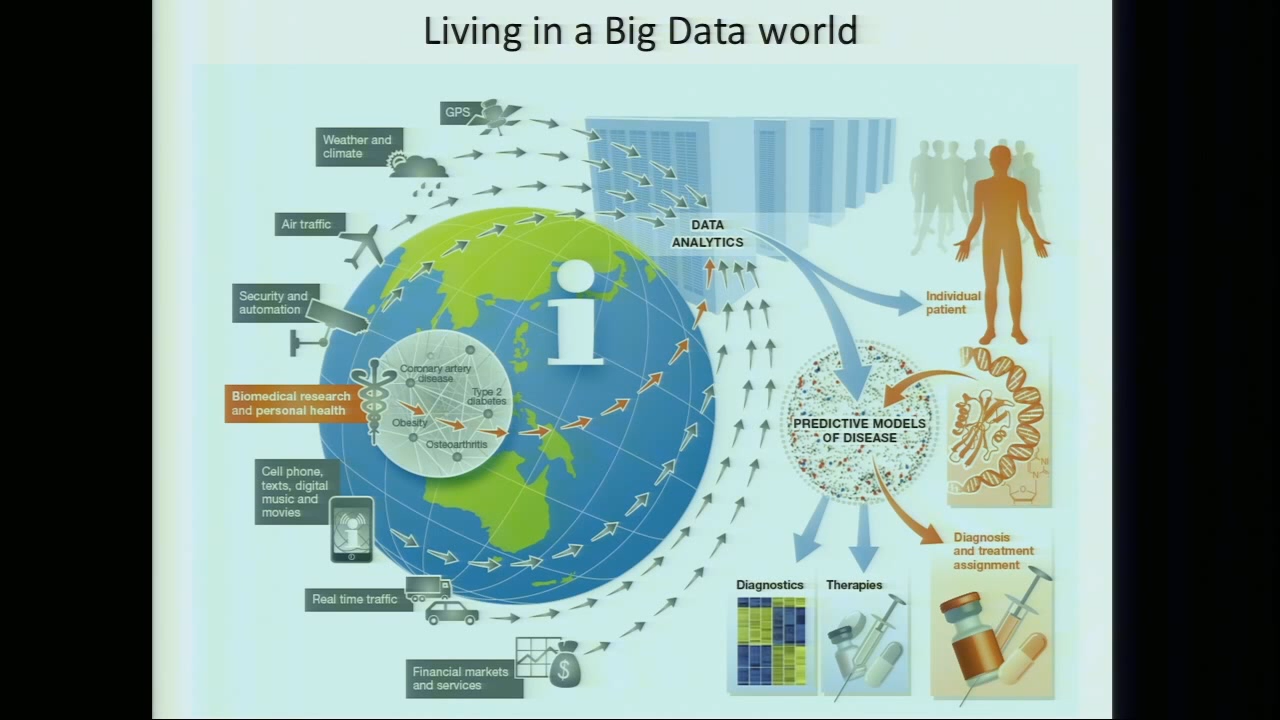 Living in a Big Data world
GPS
Weather and
climate
Air traffic
Security and
automation
Biomedical research
and personal health
Cell phone,
texts, digital
music and
movies
Real time traffic
Financial markets
and services
Coronary artery
disease
Type 2
diabetes
Obesity
Osteoarthritis
i
DATA
ANALYTICS
Individual
patient
PREDICTIVE MODELS
OF DISEASE
Diagnosis
and treatment
assignment
Diagnostics
Therapies
$